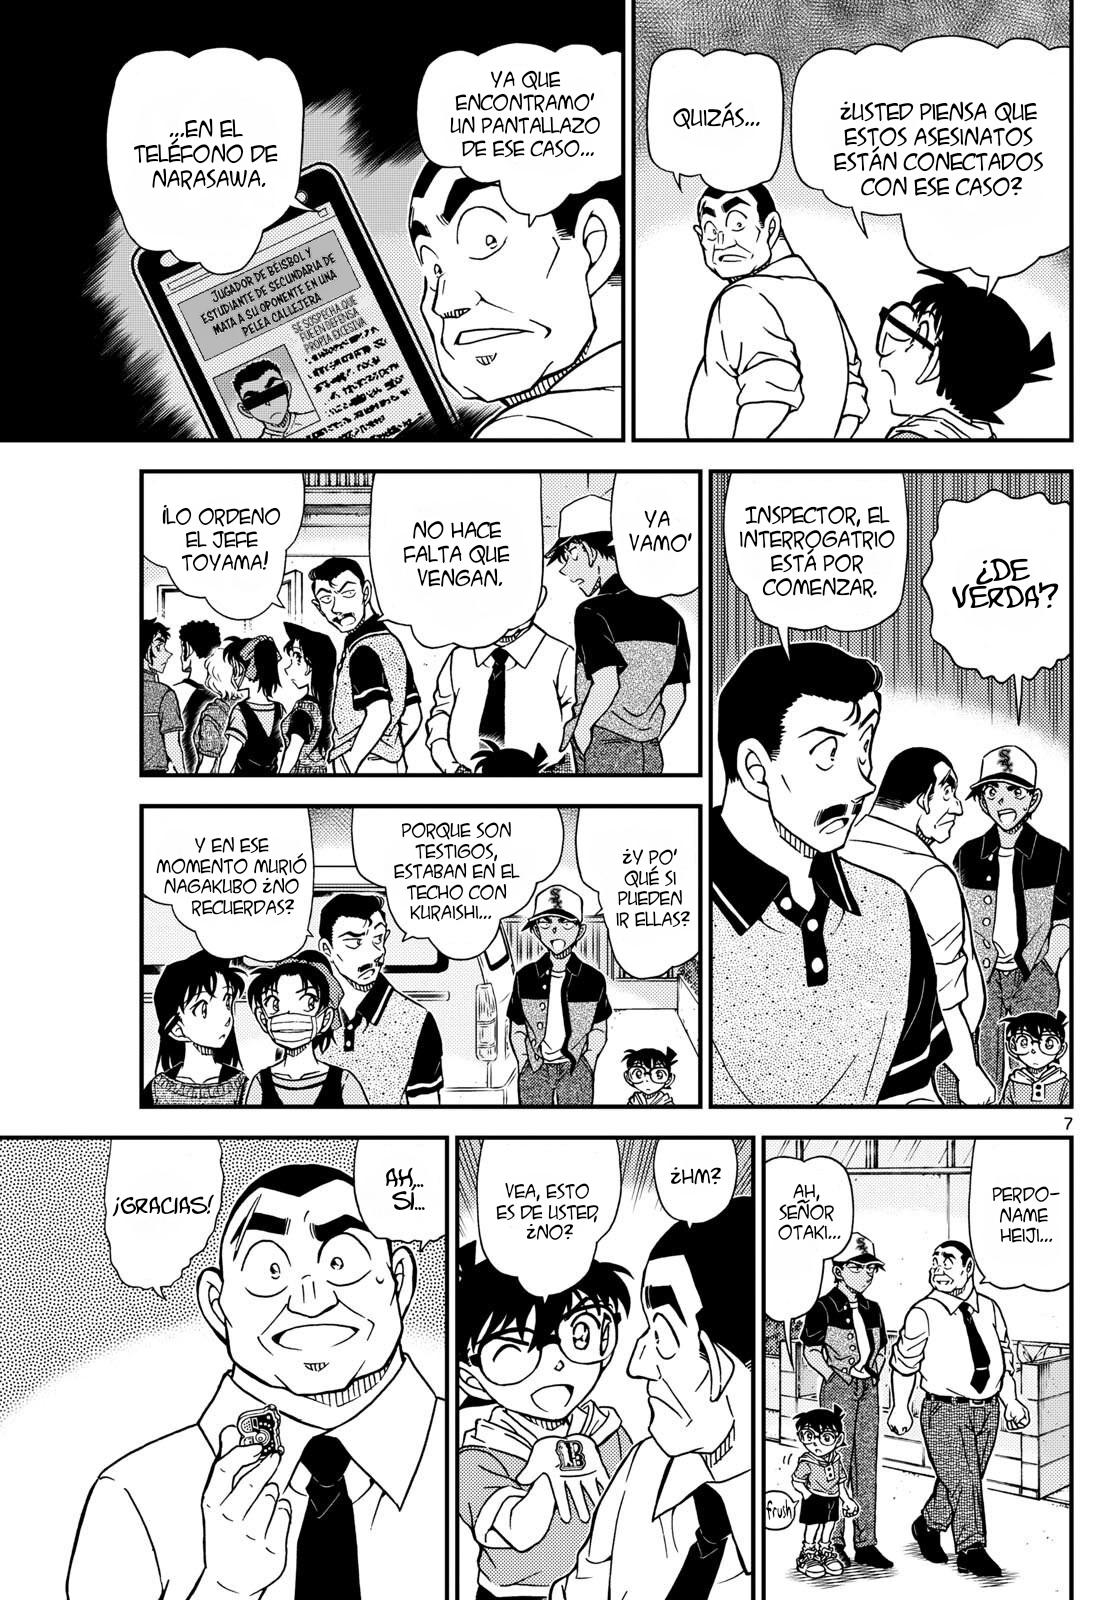 ¿USTED PIENSA QUE
ESTOS ASESINATOS
ESTÁN CONECTADOS
CON ESE CASO?
QUIZÁS...
YA QUE
ENCONTRAMO'
UN PANTALLAZO
DE ESE CASO...
...EN EL
TELÉFONO DE
NARASAWA.
JUGADOR DE BÉISBOL Y
ESTUDIANTE DE SECUNDARIA DE
MATA A SU OPONENTE EN UNA
PELEA CALLEJERA
SE SOSPECHA QUE
FUE EN DEFENSA
PROPIA EXCESIVA
¿DE
VERDA'?
INSPECTOR, EL
INTERROGATRIO
ESTÁ POR
COMENZAR.
YA
VAMO'
NO HACE
FALTA QUE
VENGAN.
¡LO ORDENO
EL JEFE
TOYAMA!
¿Y PO'
QUÉ SI
PUEDEN
IR ELLAS?
PORQUE SON
TESTIGOS,
ESTABAN EN EL
TECHO CON
KURAISHI...
Y EN ESE
MOMENTO MURIÓ
NAGAKUBO ¿NO
RECUERDAS?
7
PERDO-
NAME
HEIJI...
AH,
SEÑOR
OTAKI...
frush
¿HM?
VEA, ESTO
ES DE USTED,
¿NO?
AH,..
SÍ...
¡GRACIAS!